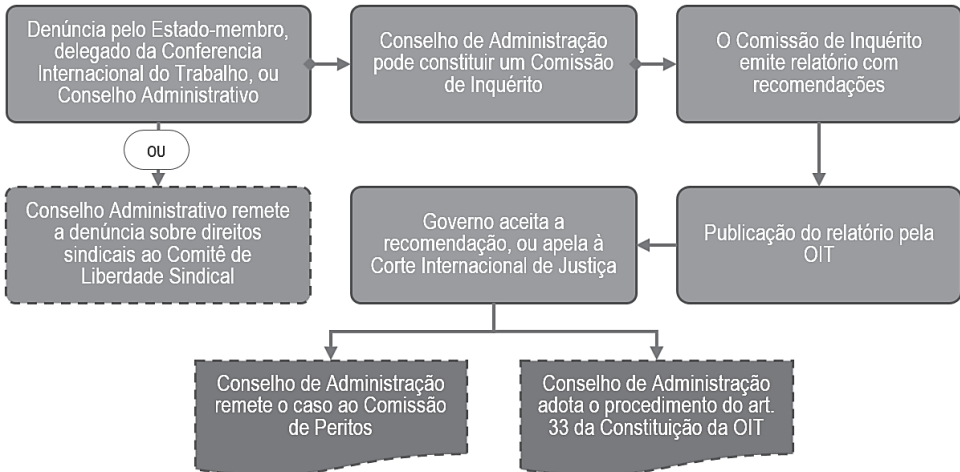 Denúncia pelo Estado-membro,
delegado da Conferencia
Internacional do Trabalho, ou
Conselho Administrativo
Conselho de Administração
pode constituir um Comissão
de Inquérito
O Comissão de Inquérito
emite relatório com
recomendações
ou
Conselho Administrativo remete
a denúncia sobre direitos
sindicais ao Comitê de
Liberdade Sindical
Governo aceita a
recomendação, ou apela à
Corte Internacional de Justiça
Publicação do relatório pela
OIT
Conselho de Administração
remete o caso ao Comissão
de Peritos
Conselho de Administração
adota o procedimento do art.
33 da Constituição da OIT